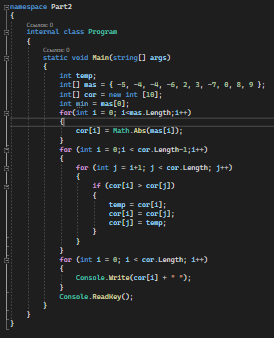 namespace Part2
{
Ссылок: 0
internal class Program
{
Ссылок: 0
static void Main(string[] args)
{
int temp;
int[] mas = { -5, -4, -4, -6, 2, 3, -7, 0, 8, 9 };
int[] cor = new int [10];
int min = mas[0];
for(int i = 0; i<mas.Length;i++)
{
cor[i] = Math.Abs(mas[i]);
}
for (int i = 0;i < cor.Length-1;i++)
{
for (int j = i+1; j < cor.Length; j++)
{
if (cor[i] > cor[j])
{
temp = cor[i];
cor[i] = cor[j];
cor[j] = temp;
}
}
}
for (int i = 0; i < cor.Length; i++)
{
Console.Write(cor[i] + " ");
}
Console.ReadKey();
}
}
}